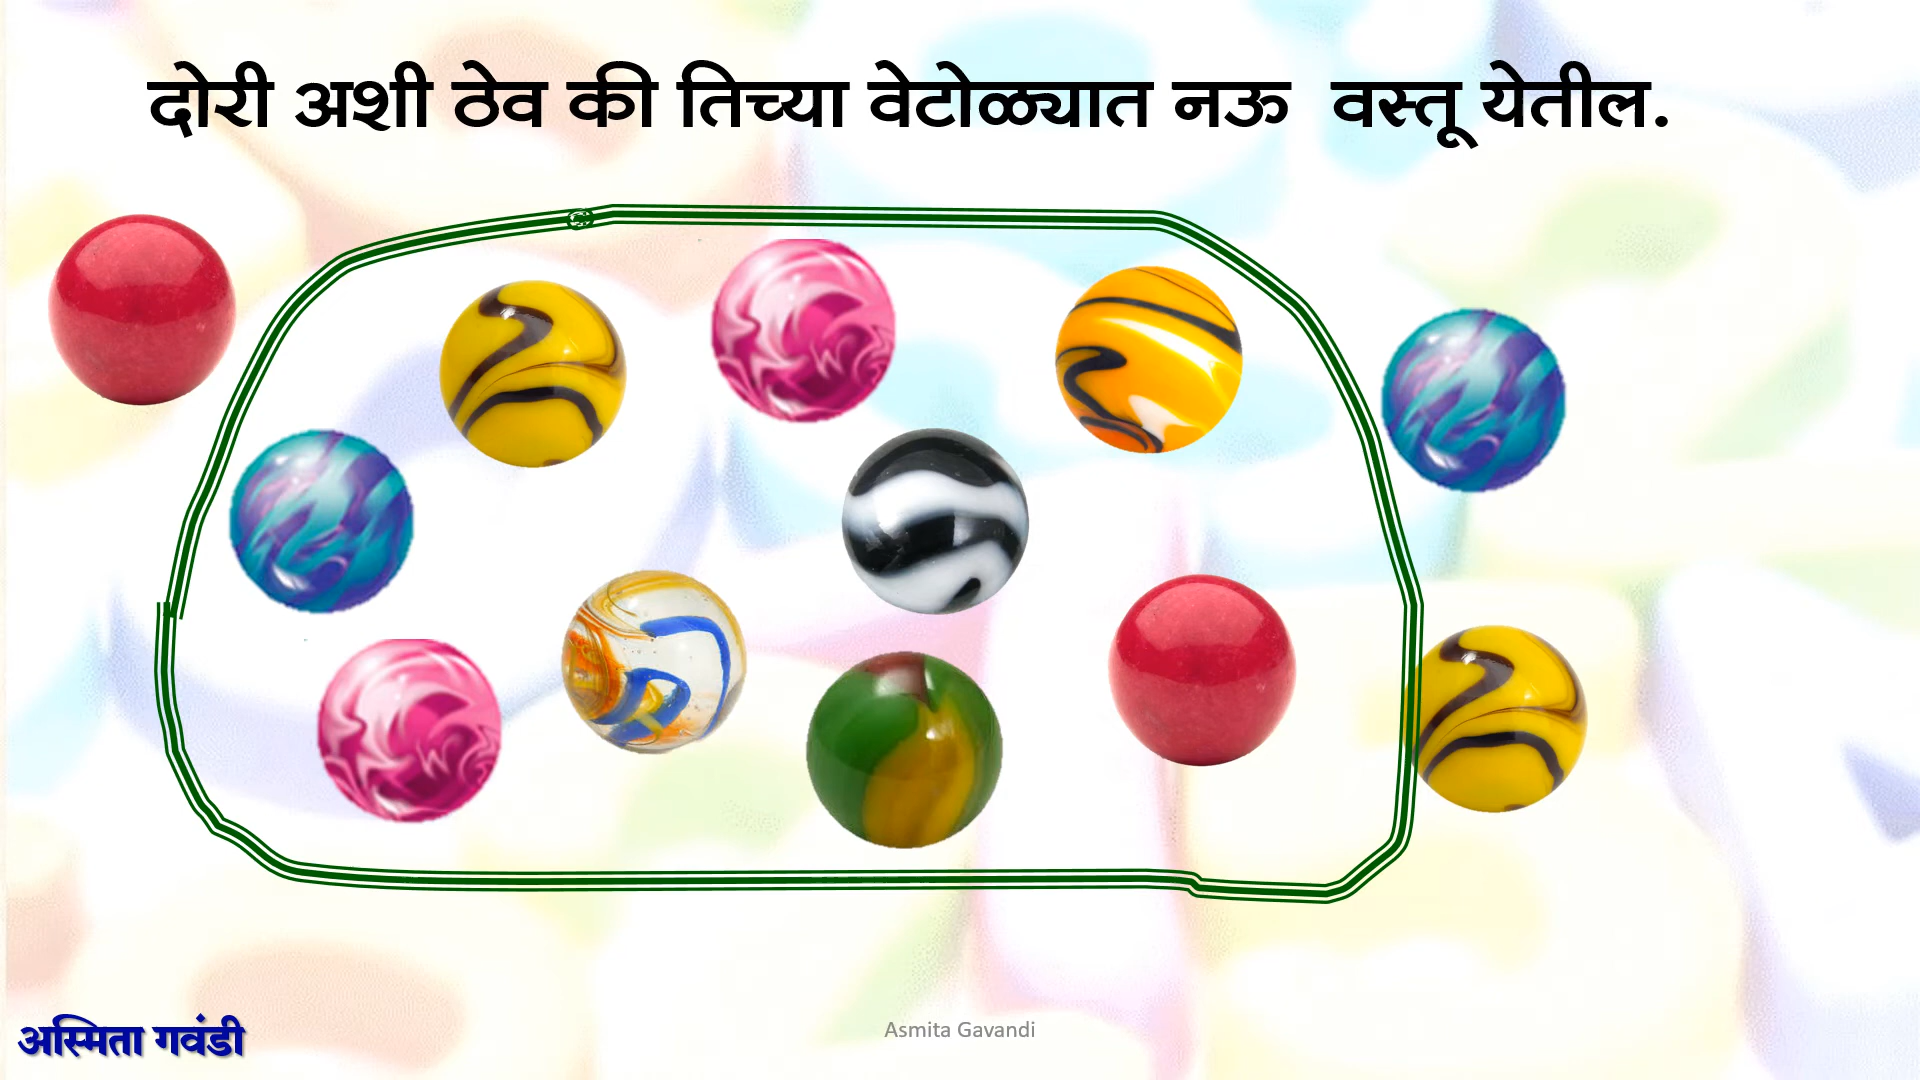 दोरी अशी ठेव की तिच्या वेटोळ्यात नऊ वस्तू येतील.
अस्मिता गवंडी
Asmita Gavandi